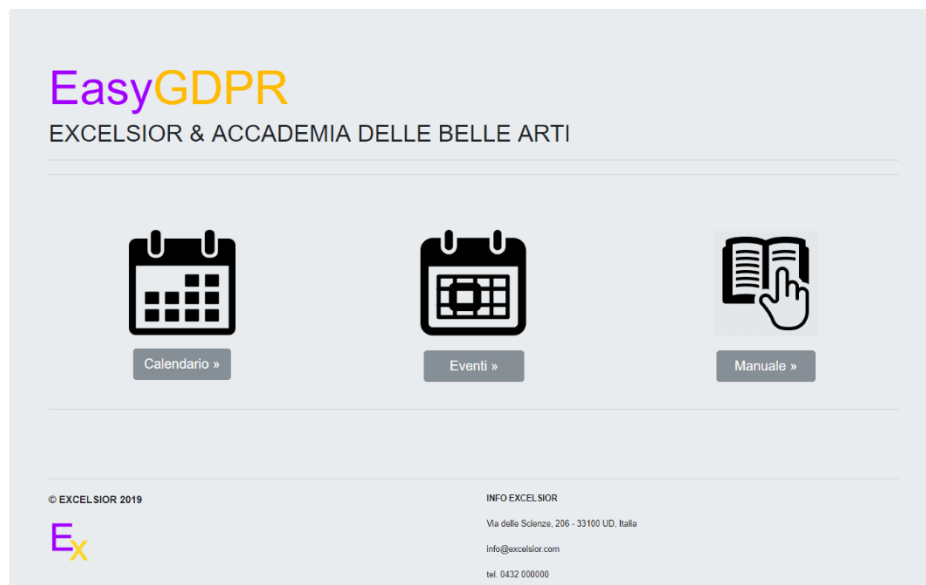 EasyGDPR
EXCELSIOR & ACCADEMIA DELLE BELLE ARTI
Calendario »
Eventi »
Manuale »
© EXCELSIOR 2019
Ex
INFO EXCELSIOR
Via delle Scienze, 206 - 33100 UD, Italia
info@excelsior.com
tel. 0432 000000